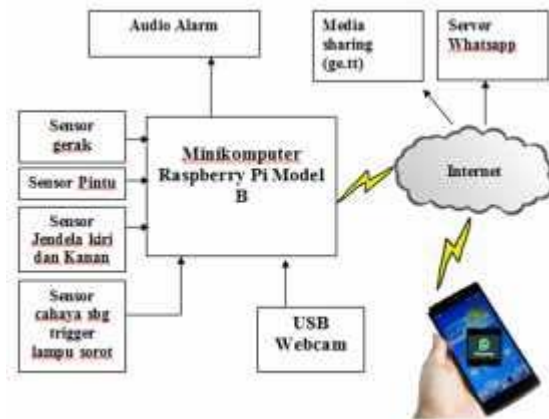 Audio Alarm
Media
sharing
(ge.tt)
Server
Whatsapp
Sensor
gerak
Sensor Pintu
Sensor
Jendela kiri
dan Kanan
Sensor
cahaya sbg
trigger
lampu sorot
Minikomputer
Raspberry Pi Model
B
Internet
USB
Webcam